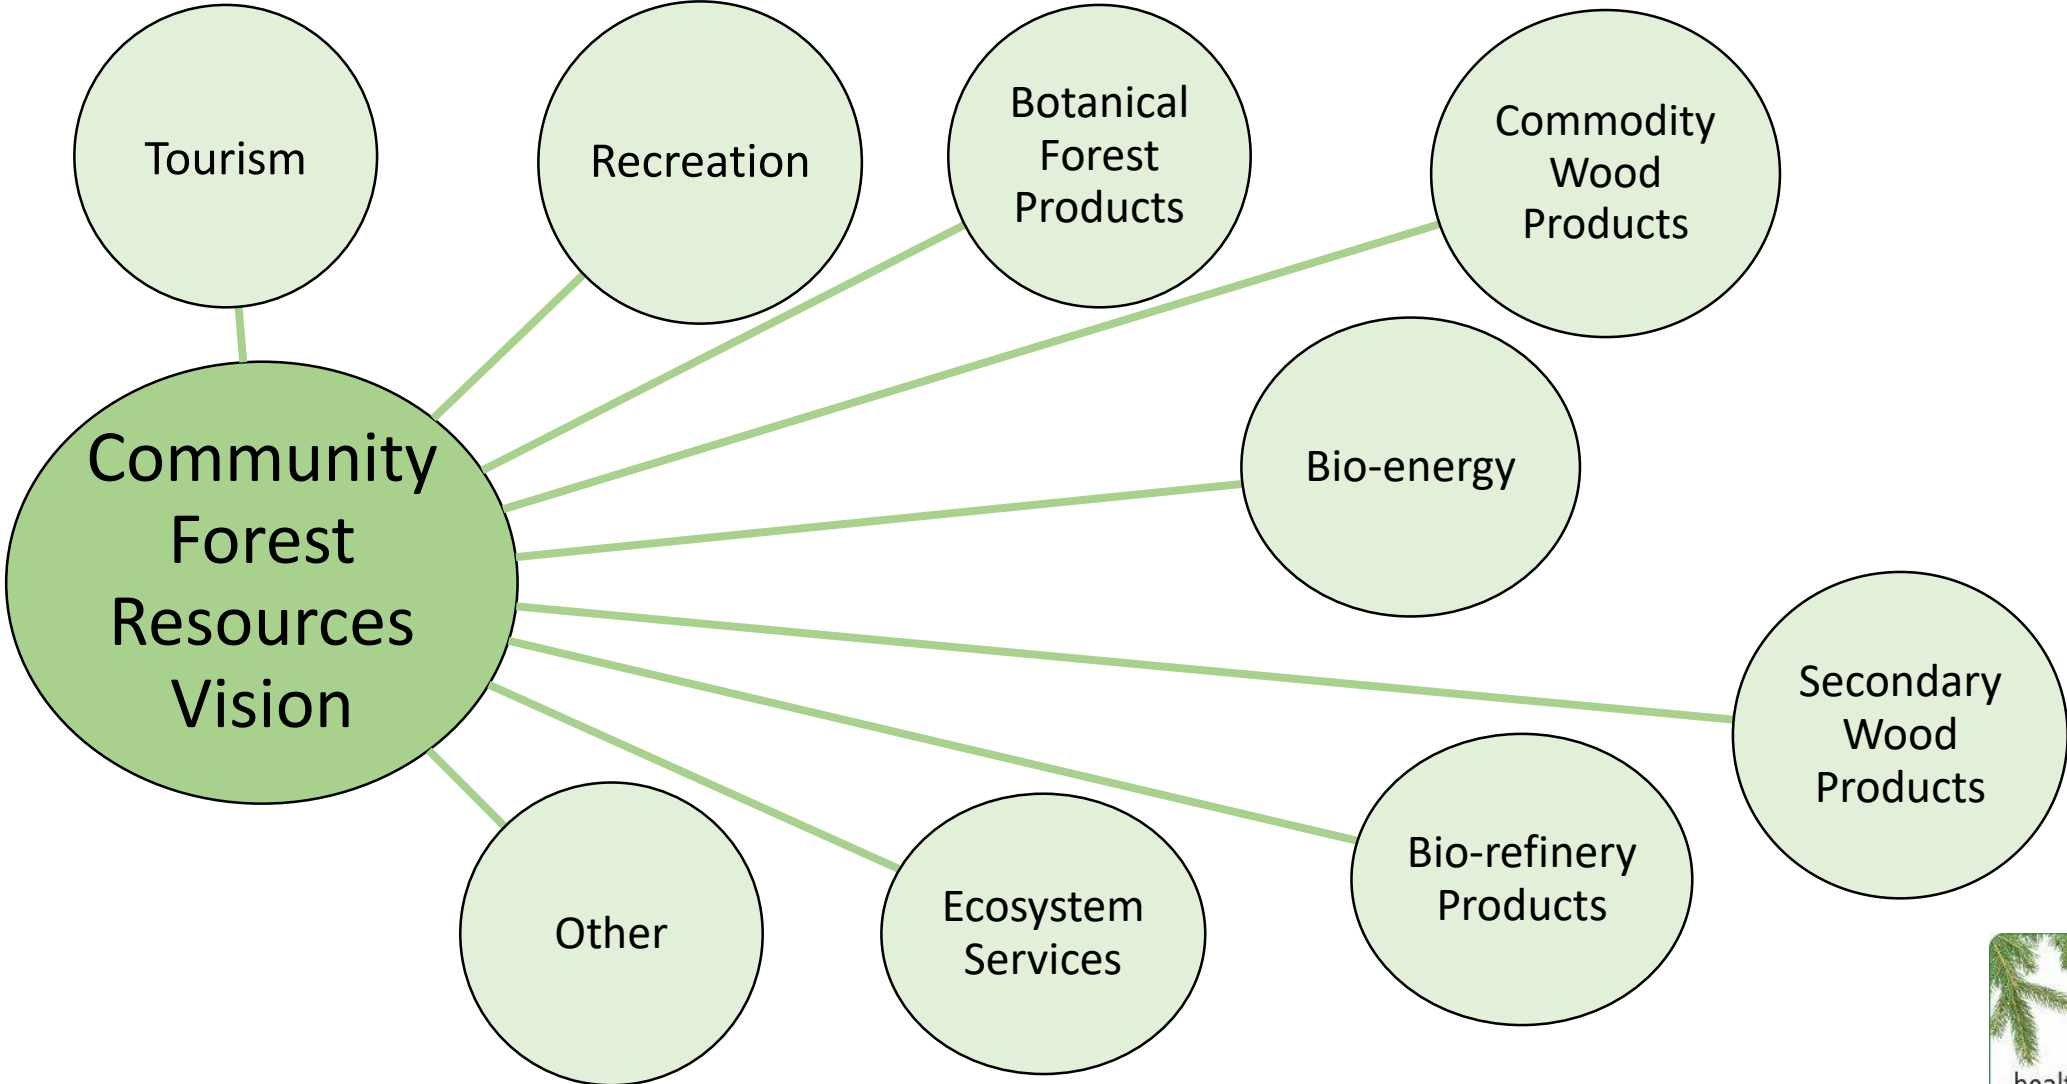 Tourism
Recreation
Botanical
Forest
Products
Commodity
Wood
Products
Community
Forest
Resources
Vision
Bio-energy
Secondary
Wood
Products
Bio-refinery
Products
Ecosystem
Services
Other